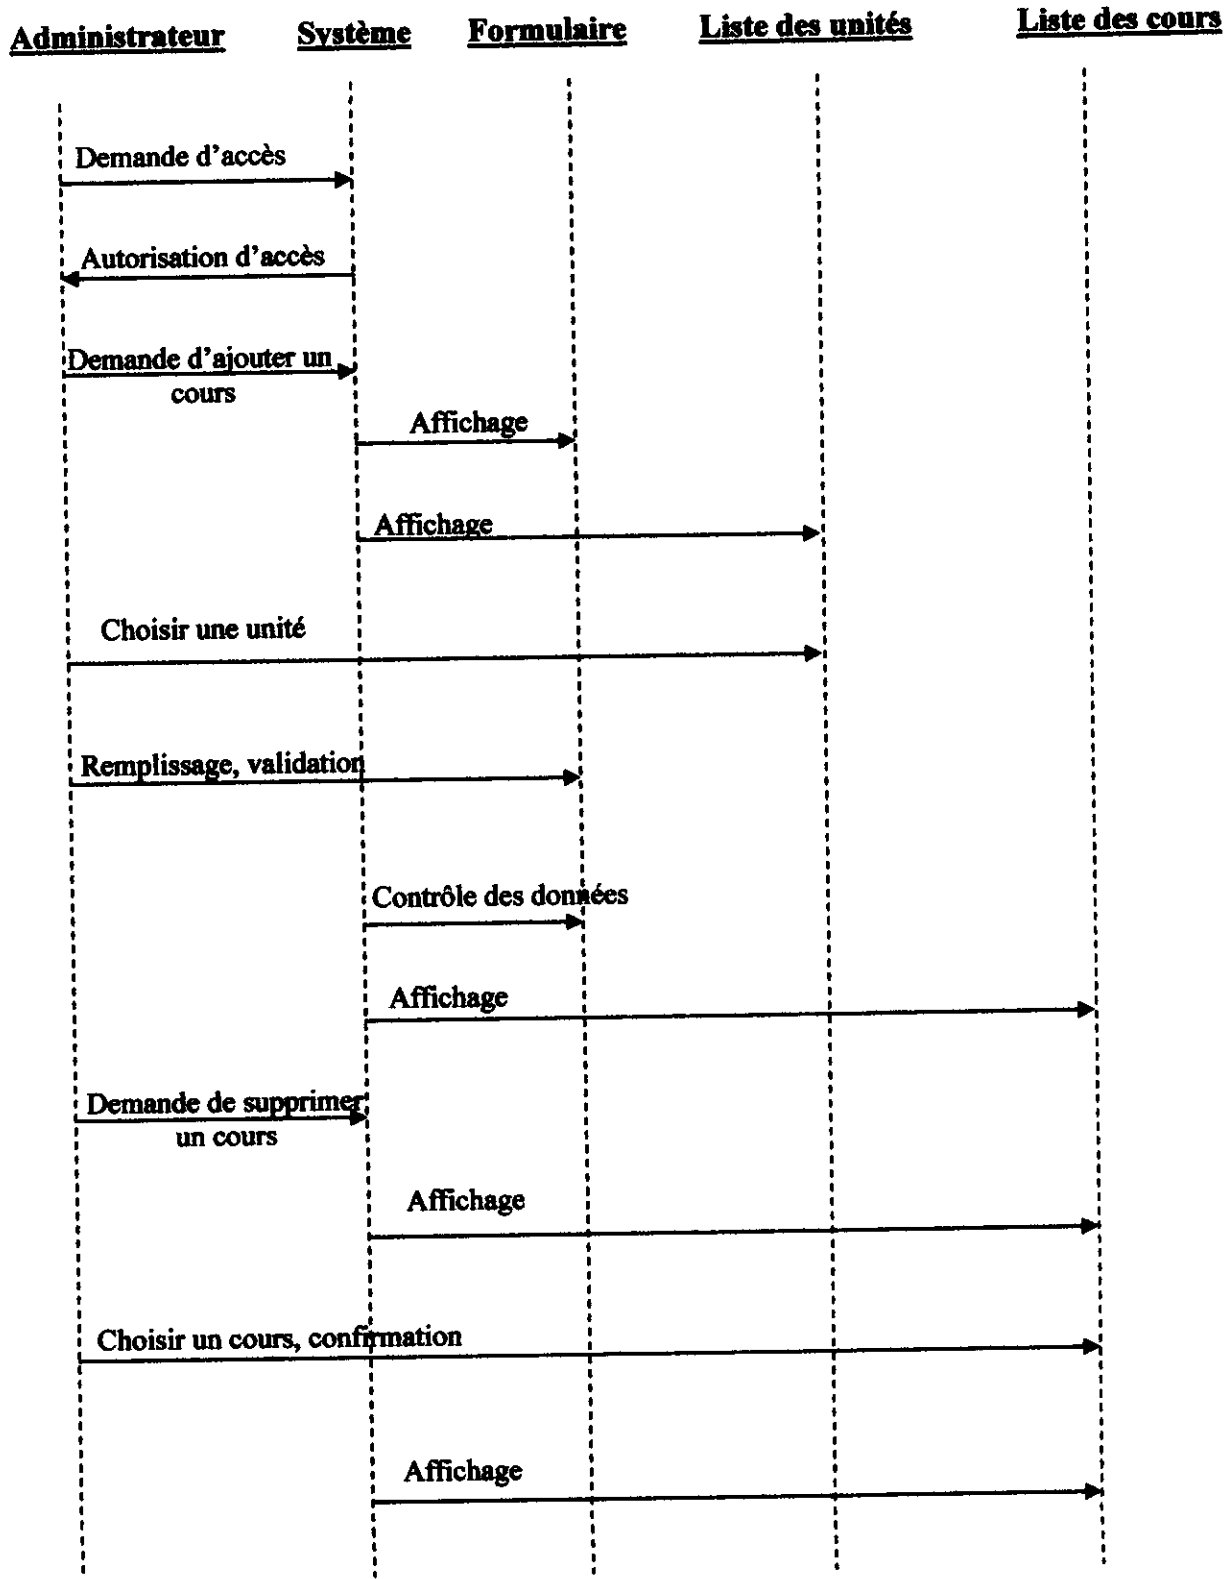 Administrateur Système Formulaire Liste des unités Liste des cours
Demande d'accès
Autorisation d'accès
Demande d'ajouter un
cours
Affichage
Affichage
Choisir une unité
Remplissage, validation
Contrôle des données
Affichage
Demande de supprimer
un cours
Affichage
Choisir un cours, confirmation
Affichage